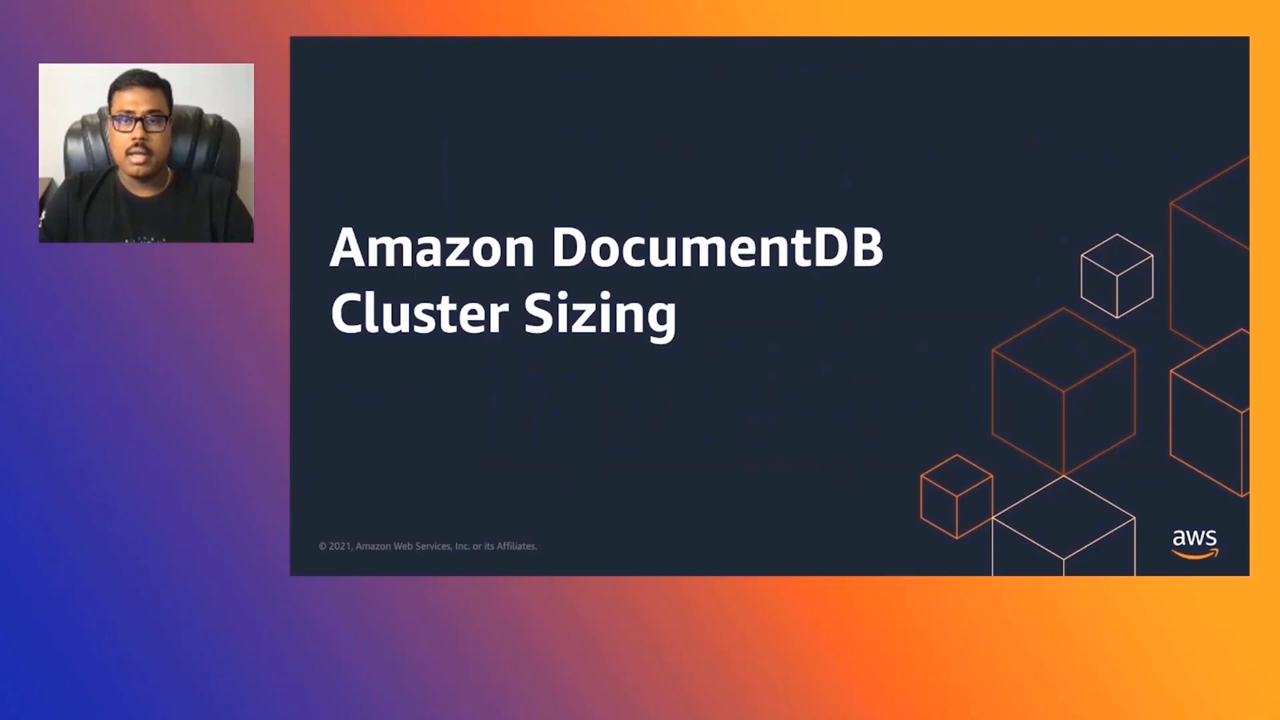 Amazon DocumentDB
Cluster Sizing
© 2021, Amazon Web Services, Inc. or its Affiliates.
aws